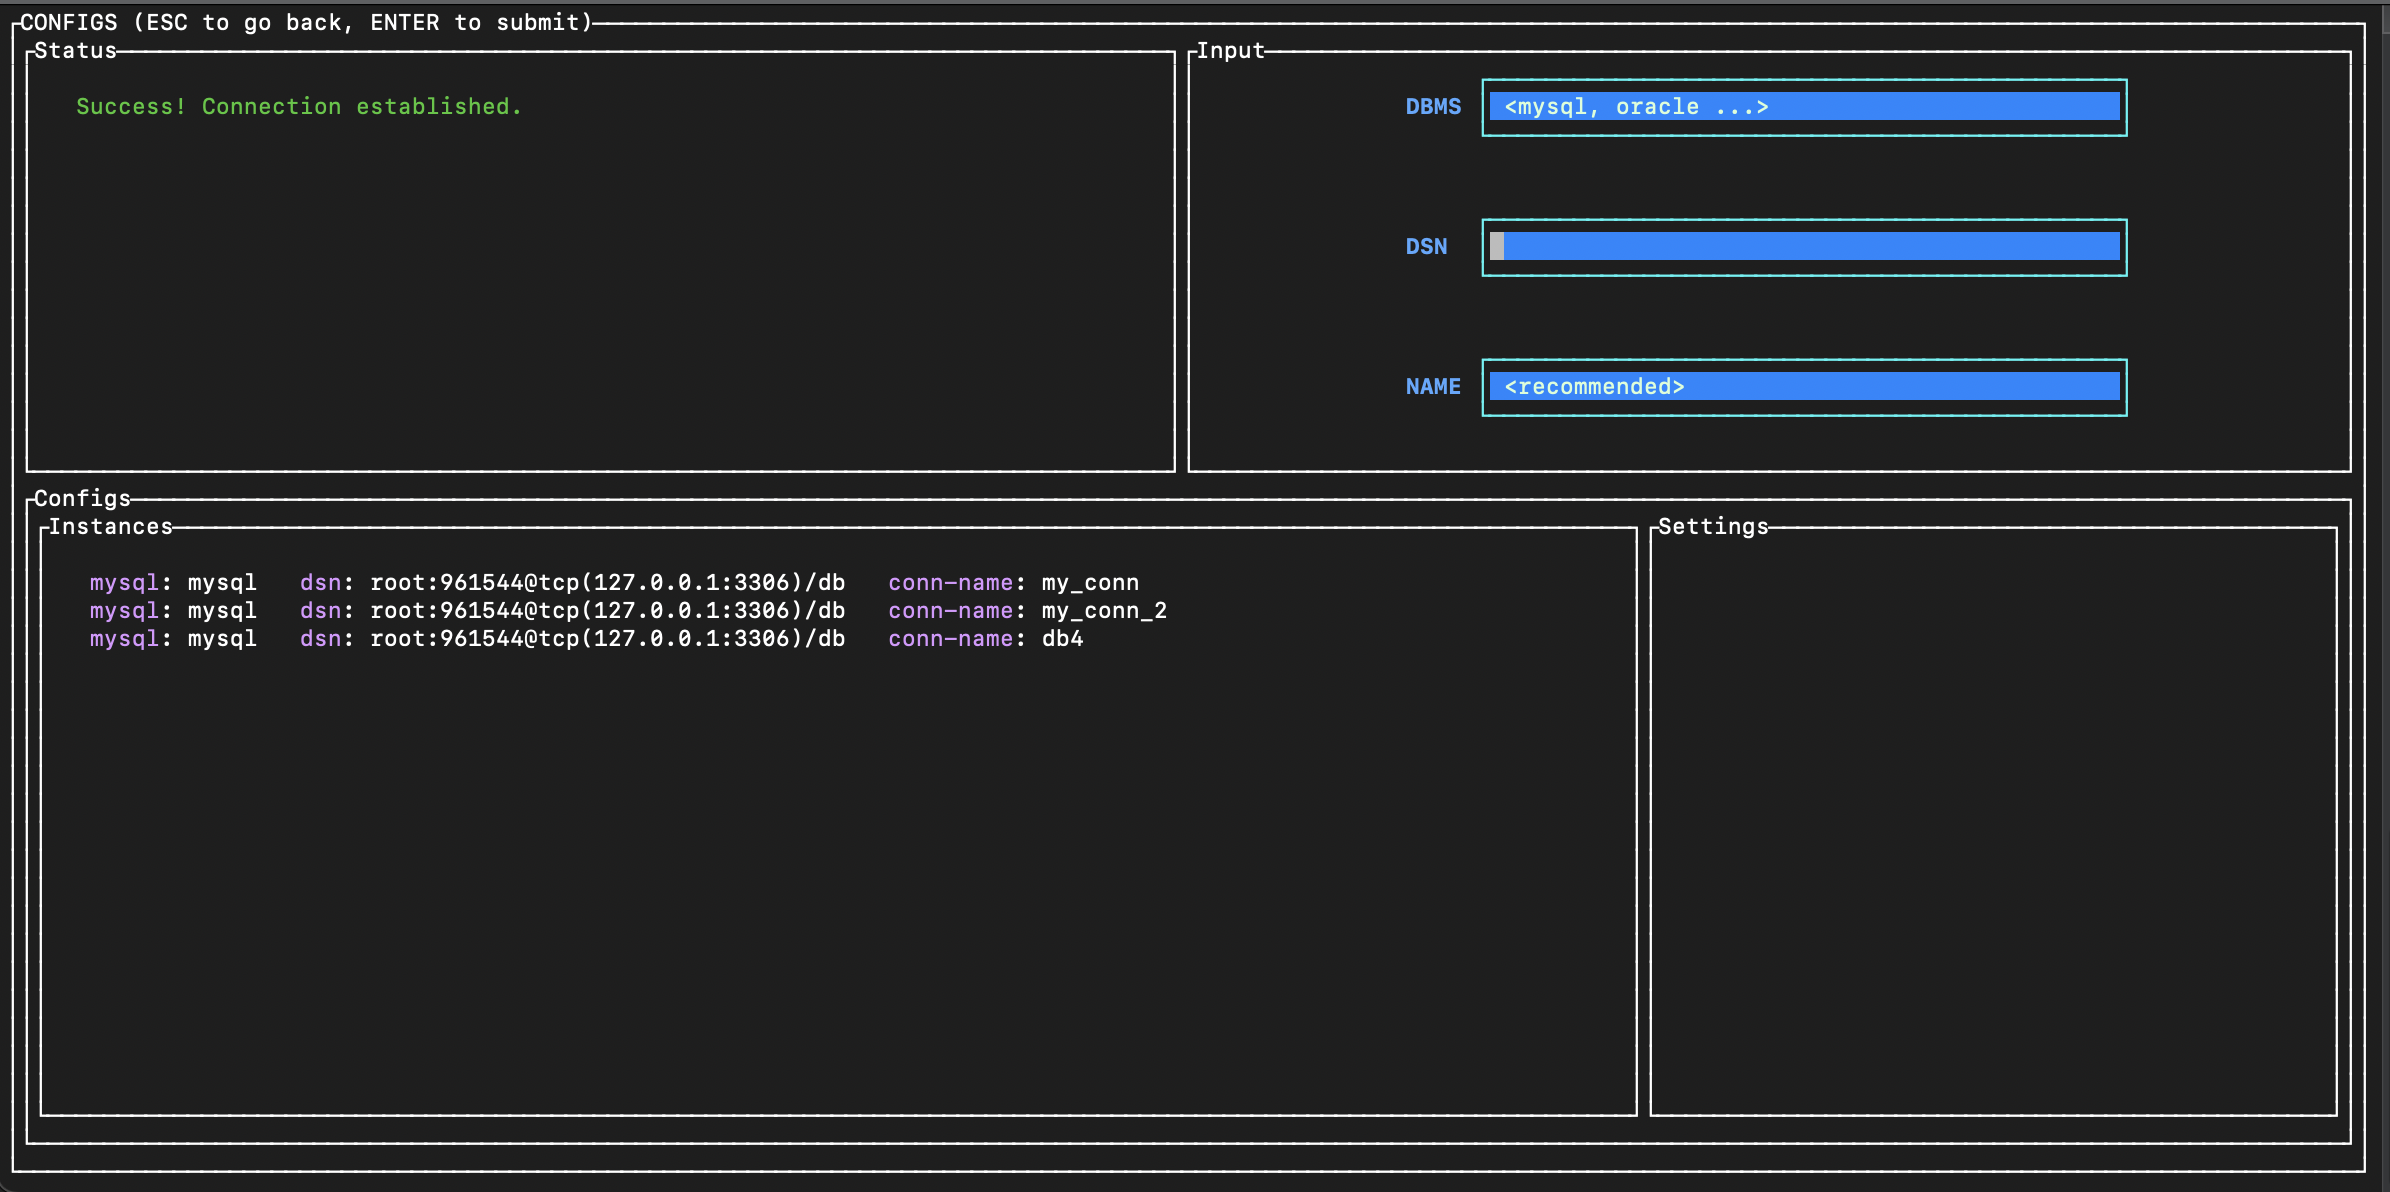 CONFIGS (ESC to go back, ENTER to submit)
Status
Success! Connection established.
Input
DBMS <mysql, oracle ...>
DSN
NAME <recommended>
Configs
Instances
mysql: mysql dsn: root:961544@tcp(127.0.0.1:3306)/db conn-name: my_conn
mysql: mysql dsn: root:961544@tcp(127.0.0.1:3306)/db conn-name: my_conn_2
mysql: mysql dsn: root:961544@tcp(127.0.0.1:3306)/db conn-name: db4
Settings